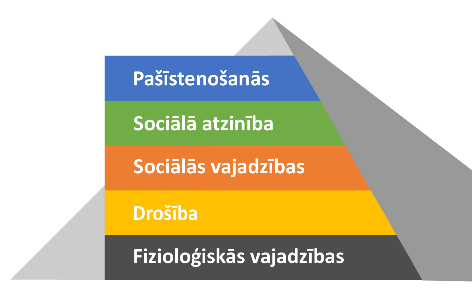 Pašīstenošanās
Sociālā atzinība
Sociālās vajadzības
Drošība
Fizioloģiskās vajadzības